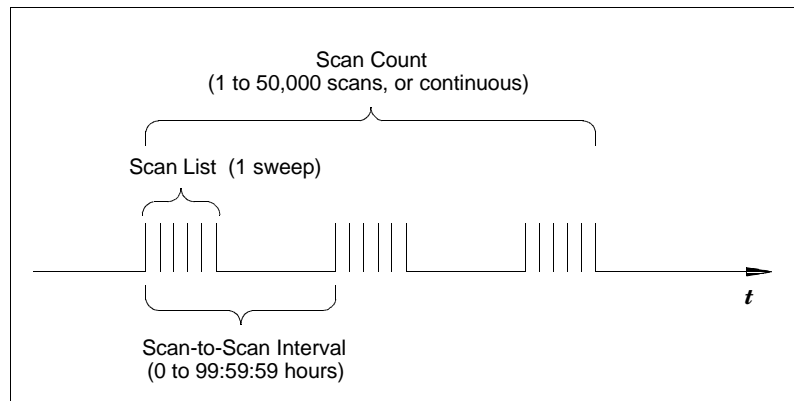 Scan Count
(1 to 50,000 scans, or continuous)
Scan List (1 sweep)
t
Scan-to-Scan Interval
(0 to 99:59:59 hours)